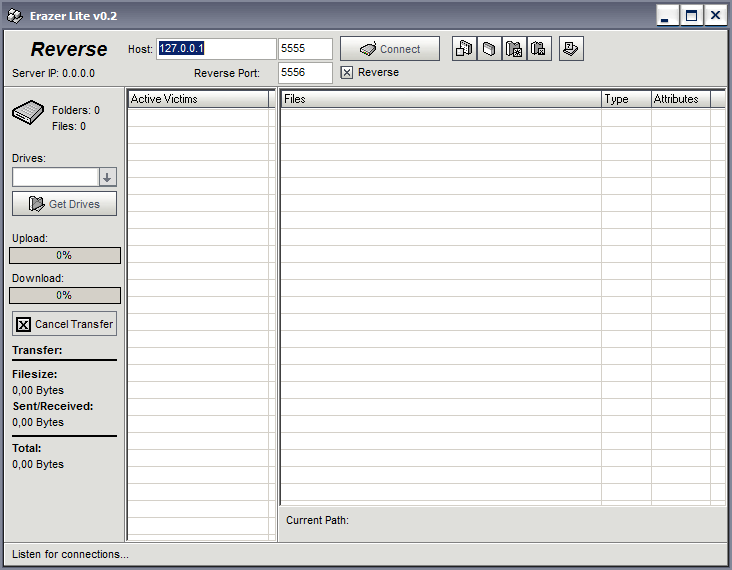 Erazer Lite v0.2
Reverse Host: 127.0.0.1 5555 Connect
Server IP: 0.0.0.0 Reverse Port: 5556 Reverse
Folders: 0
Files: 0
Drives:
Get Drives
Upload:
0%
Download:
0%
Cancel Transfer
Transfer:
Filesize:
0,00 Bytes
Sent/Received:
0,00 Bytes
Total:
0,00 Bytes
Active Victims
Files Type Attributes
Current Path:
Listen for connections...